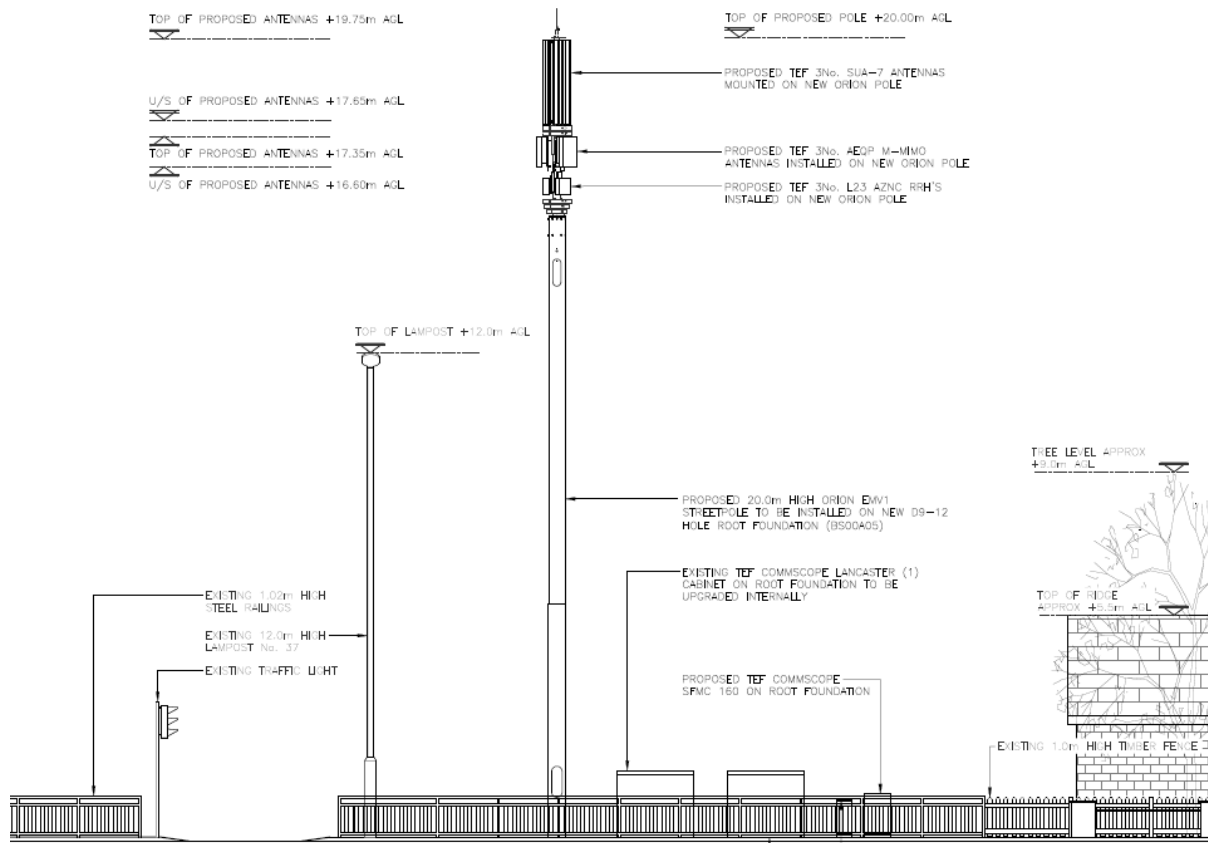 TOP OF PROPOSED ANTENNAS +19.75m AGL
TOP OF PROPOSED POLE +20.00m AGL
PROPOSED TEF 3No. SUA-7 ANTENNAS
MOUNTED ON NEW ORION POLE
U/S OF PROPOSED ANTENNAS +17.65m AGL
TOP OF PROPOSED ANTENNAS +17.35m AGL
U/S OF PROPOSED ANTENNAS +16.60m AGL
PROPOSED TEF 3No. AEQP M-MIMO
ANTENNAS INSTALLED ON NEW ORION POLE
PROPOSED TEF 3No. L23 AZNC RRH'S
INSTALLED ON NEW ORION POLE
TOP OF LAMPOST +12.0m AGL
TREE LEVEL APPROX
+9.0m AGL
PROPOSED 20.0m HIGH ORION EMV1
STREETPOLE TO BE INSTALLED ON NEW D9-12
HOLE ROOT FOUNDATION (BS00A05)
EXISTING TEF COMMSCOPE LANCASTER (1)
CABINET ON ROOT FOUNDATION TO BE
UPGRADED INTERNALLY
TOP OF RIDGE
APPROX +5.5m AGL
EXISTING 1.02m HIGH
STEEL RAILINGS
EXISTING 12.0m HIGH
LAMPOST No. 37
EXISTING TRAFFIC LIGHT
PROPOSED TEF COMMSCOPE
SFMC 160 ON ROOT FOUNDATION
EXISTING 1.0m HIGH TIMBER FENCE